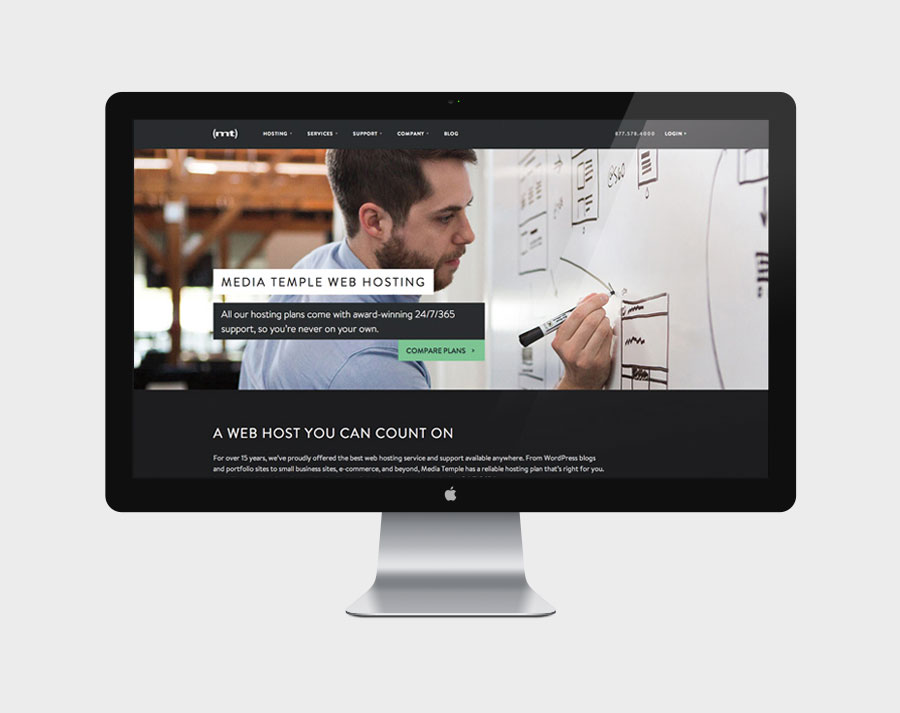 (mt) HOSTING SERVICES SUPPORT COMPANY BLOG 877.578.4000 LOGIN
MEDIA TEMPLE WEB HOSTING
All our hosting plans come with award-winning 24/7/365
support, so you're never on your own.
COMPARE PLANS
A WEB HOST YOU CAN COUNT ON
For over 15 years, we've proudly offered the best web hosting service and support available anywhere. From WordPress blogs
and portfolio sites to small business sites, e-commerce, and beyond, Media Temple has a reliable hosting plan that's right for you.